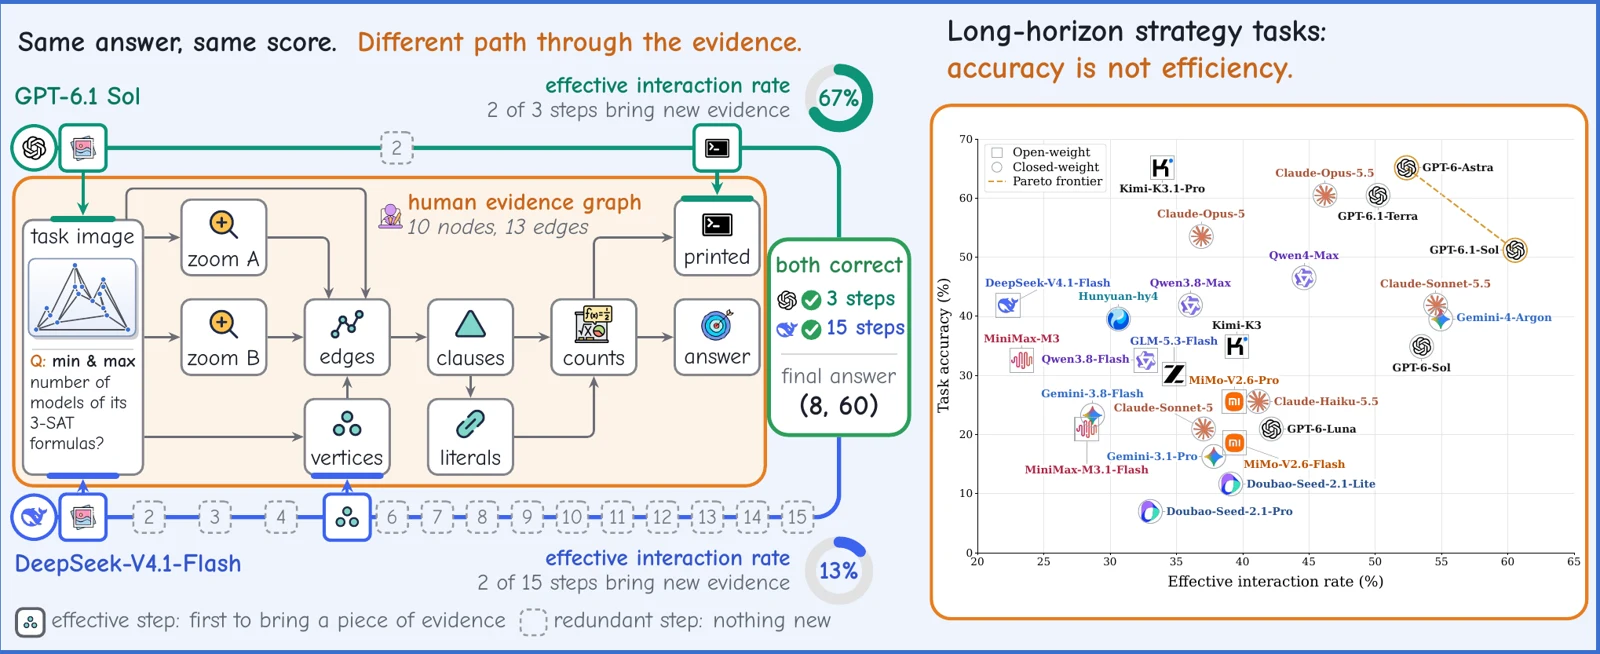 Same answer, same score. Different path through the evidence.
GPT-6.1 Sol
effective interaction rate
2 of 3 steps bring new evidence
67%
2
human evidence graph
10 nodes, 13 edges
task image
Q: min & max
number of
models of its
3-SAT
formulas?
zoom A
zoom B
edges
vertices
clauses
literals
f(x)=½
counts
printed
answer
both correct
3 steps
15 steps
final answer
(8, 60)
2
3
4
6
7
8
9
10
11
12
13
14
15
DeepSeek-V4.1-Flash
effective interaction rate
2 of 15 steps bring new evidence
13%
effective step: first to bring a piece of evidence
redundant step: nothing new
Long-horizon strategy tasks:
accuracy is not efficiency.
Open-weight
Closed-weight
Pareto frontier
Task accuracy (%)
70
60
50
40
30
20
10
0
Kimi-K3.1-Pro
Claude-Opus-5.5
GPT-6-Astra
GPT-6.1-Terra
Claude-Opus-5
GPT-6.1-Sol
Qwen4-Max
DeepSeek-V4.1-Flash
Qwen3.8-Max
Claude-Sonnet-5.5
Hunyuan-hy4
Gemini-4-Argon
Kimi-K3
MiniMax-M3
GLM-5.3-Flash
Qwen3.8-Flash
GPT-6-Sol
MiMo-V2.6-Pro
Gemini-3.8-Flash
Claude-Haiku-5.5
Claude-Sonnet-5
GPT-6-Luna
Gemini-3.1-Pro
MiMo-V2.6-Flash
MiniMax-M3.1-Flash
Doubao-Seed-2.1-Lite
Doubao-Seed-2.1-Pro
20
25
30
35
40
45
50
55
60
65
Effective interaction rate (%)